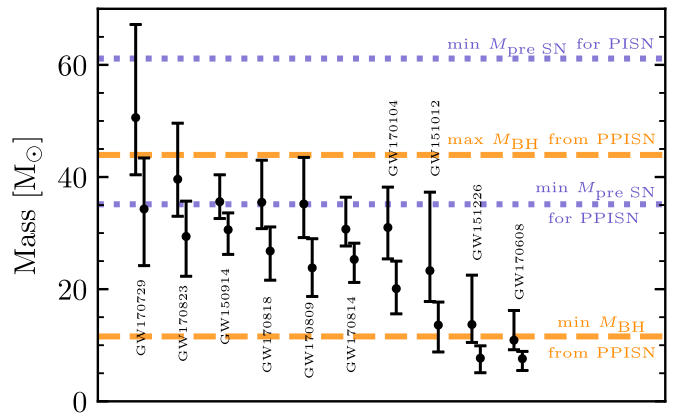 Mass [M⊙]
60
40
20
0
min M_pre SN for PISN
max M_BH from PPISN
min M_pre SN
for PPISN
min M_BH
from PPISN
GW170729
GW170823
GW150914
GW170818
GW170809
GW170814
GW170104
GW151012
GW151226
GW170608